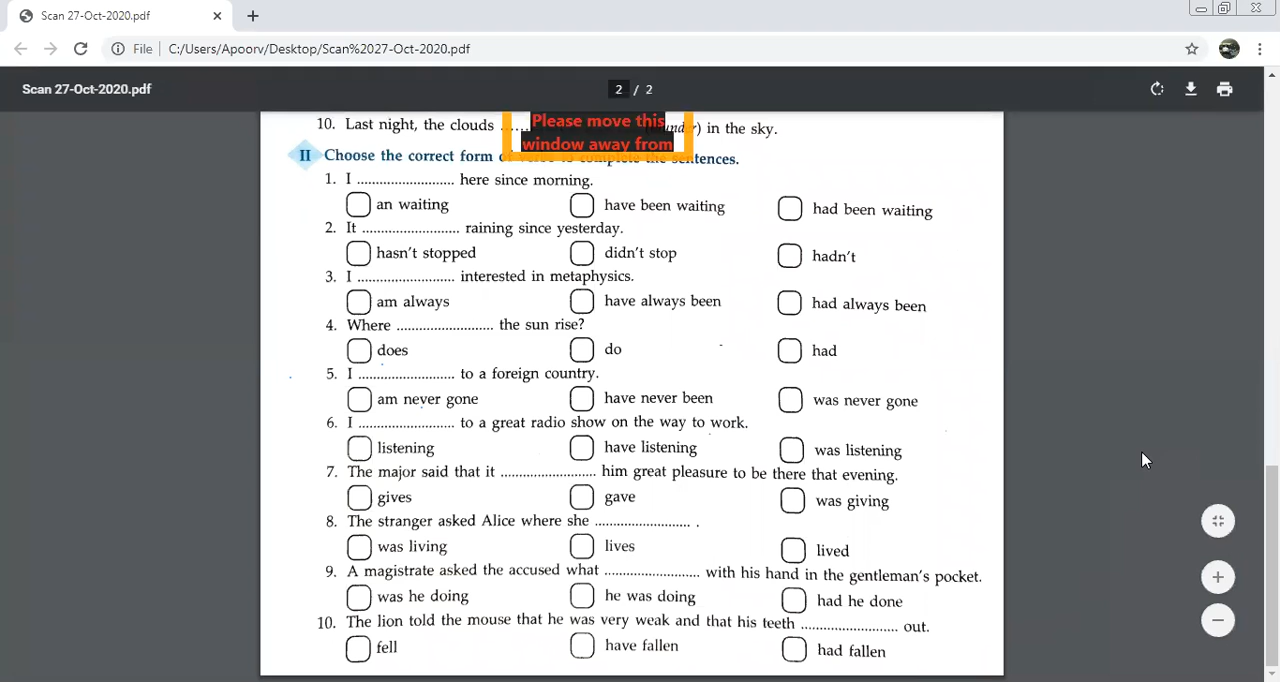 Scan 27-Oct-2020.pdf
File C:/Users/Apoorv/Desktop/Scan%2027-Oct-2020.pdf
Scan 27-Oct-2020.pdf
2 / 2
10. Last night, the clouds ...... in the sky.
Please move this
window away from
II Choose the correct form of verb to complete the sentences.
1. I ......................... here since morning.
an waiting have been waiting had been waiting
2. It ......................... raining since yesterday.
hasn't stopped didn't stop hadn't
3. I ......................... interested in metaphysics.
am always have always been had always been
4. Where ......................... the sun rise?
does do had
5. I ......................... to a foreign country.
am never gone have never been was never gone
6. I ......................... to a great radio show on the way to work.
listening have listening was listening
7. The major said that it ......................... him great pleasure to be there that evening.
gives gave was giving
8. The stranger asked Alice where she ......................... .
was living lives lived
9. A magistrate asked the accused what ......................... with his hand in the gentleman's pocket.
was he doing he was doing had he done
10. The lion told the mouse that he was very weak and that his teeth ......................... out.
fell have fallen had fallen